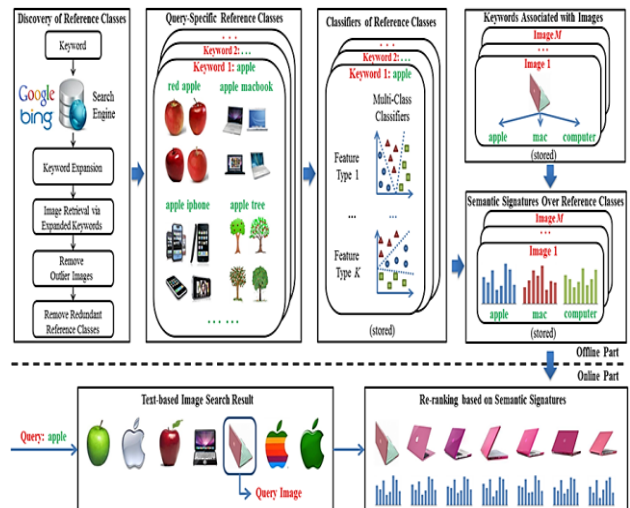 Discovery of Reference Classes
Keyword
Google
bing
Search
Engine
Keyword Expansion
Image Retrieval via
Expanded Keywords
Remove
Outlier Images
Remove Redundant
Reference Classes
Query-Specific Reference Classes
...
Keyword 2: ...
Keyword 1: apple
red apple
apple macbook
apple iphone
apple tree
... ...
Classifiers of Reference Classes
...
Keyword 2: ...
Keyword 1: apple
Multi-Class
Classifiers
Feature
Type 1
...
...
Feature
Type K
(stored)
Keywords Associated with Images
Image M
...
Image 1
apple
mac
computer
(stored)
Semantic Signatures Over Reference Classes
Image M
...
Image 1
apple
mac
computer
(stored)
Offline Part
Online Part
Query: apple
Text-based Image Search Result
Query Image
Re-ranking based on Semantic Signatures